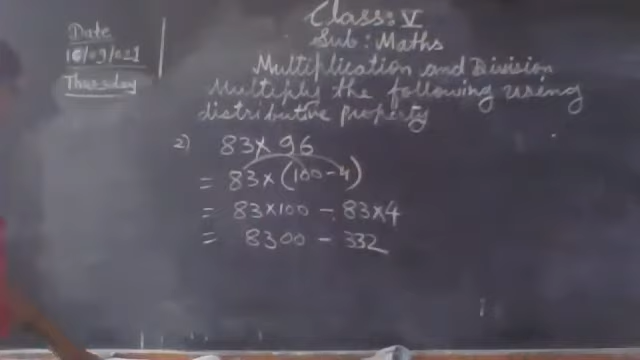 Class: V
Sub: Maths
Date
16/09/021
Thursday
Multiplication and Division
Multiply the following using
distributive property
2) 83 × 96
= 83 × (100 - 4)
= 83 × 100 - 83 × 4
= 8300 - 332